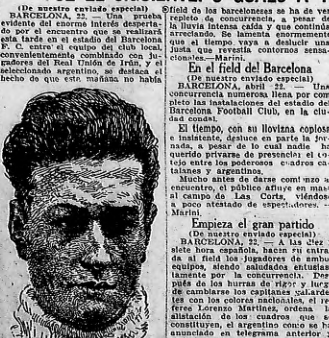 (De nuestro enviado especial)
BARCELONA, 22. — Una prueba
evidente del enorme interés desperta-
do por el encuentro que se realizará
esta tarde en el estadio del Barcelona
F. C. entre el equipo del club local,
convenientemente combinado con ju-
gadores del Real Unión de Irún, y el
seleccionado argentino, se destaca el
hecho de que este mañana no había
field de los barceloneses se ha de ver
repleto de concurrencia, a pesar de
la lluvia intensa caída y que continúa
arreciando. Se lamenta enormemente
que el tiempo vaya a deslucir una
justa que revestía contornos sensa-
cionales.—Marini.
En el field del Barcelona
(De nuestro enviado especial)
BARCELONA, abril 22. — Una
concurrencia numerosa llena por com-
pleto las instalaciones del estadio del
Barcelona Football Club, en la ciu-
dad condal.
El tiempo, con su llovizna copiosa
e insistente, desluce en parte la jor-
nada, a pesar de lo cual nadie ha
querido privarse de presenciar el co-
tejo entre los poderosos cuadros ca-
talanes y argentinos.
Mucho antes de darse comienzo al
encuentro, el público afluye en masa
al campo de Las Corts, viéndose
a poco atestado de espectadores. —
Marini.
Empieza el gran partido
(De nuestro enviado especial)
BARCELONA, 22. — A las diez y
siete hora española, hacen su entra-
da al field los jugadores de ambos
equipos, siendo saludados entusias-
tamente por la concurrencia. Des-
pués de los hurras de rigor y luego
de cambiarse los capitanes gallarde-
tes con los colores nacionales, el re-
feree Lorenzo Martínez, ordena la
alistación de los cuadros que se
constituyen, el argentino como se ha
anunciado en telegrama anterior y